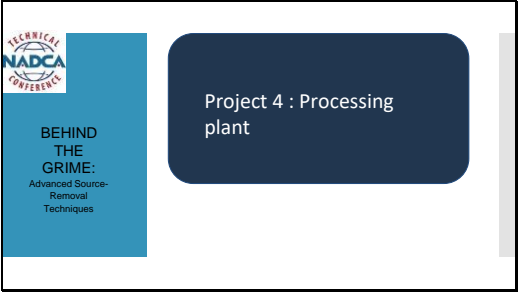 TECHNICAL
NADCA
CONFERENCE
BEHIND
THE
GRIME:
Advanced Source-
Removal
Techniques
Project 4 : Processing
plant